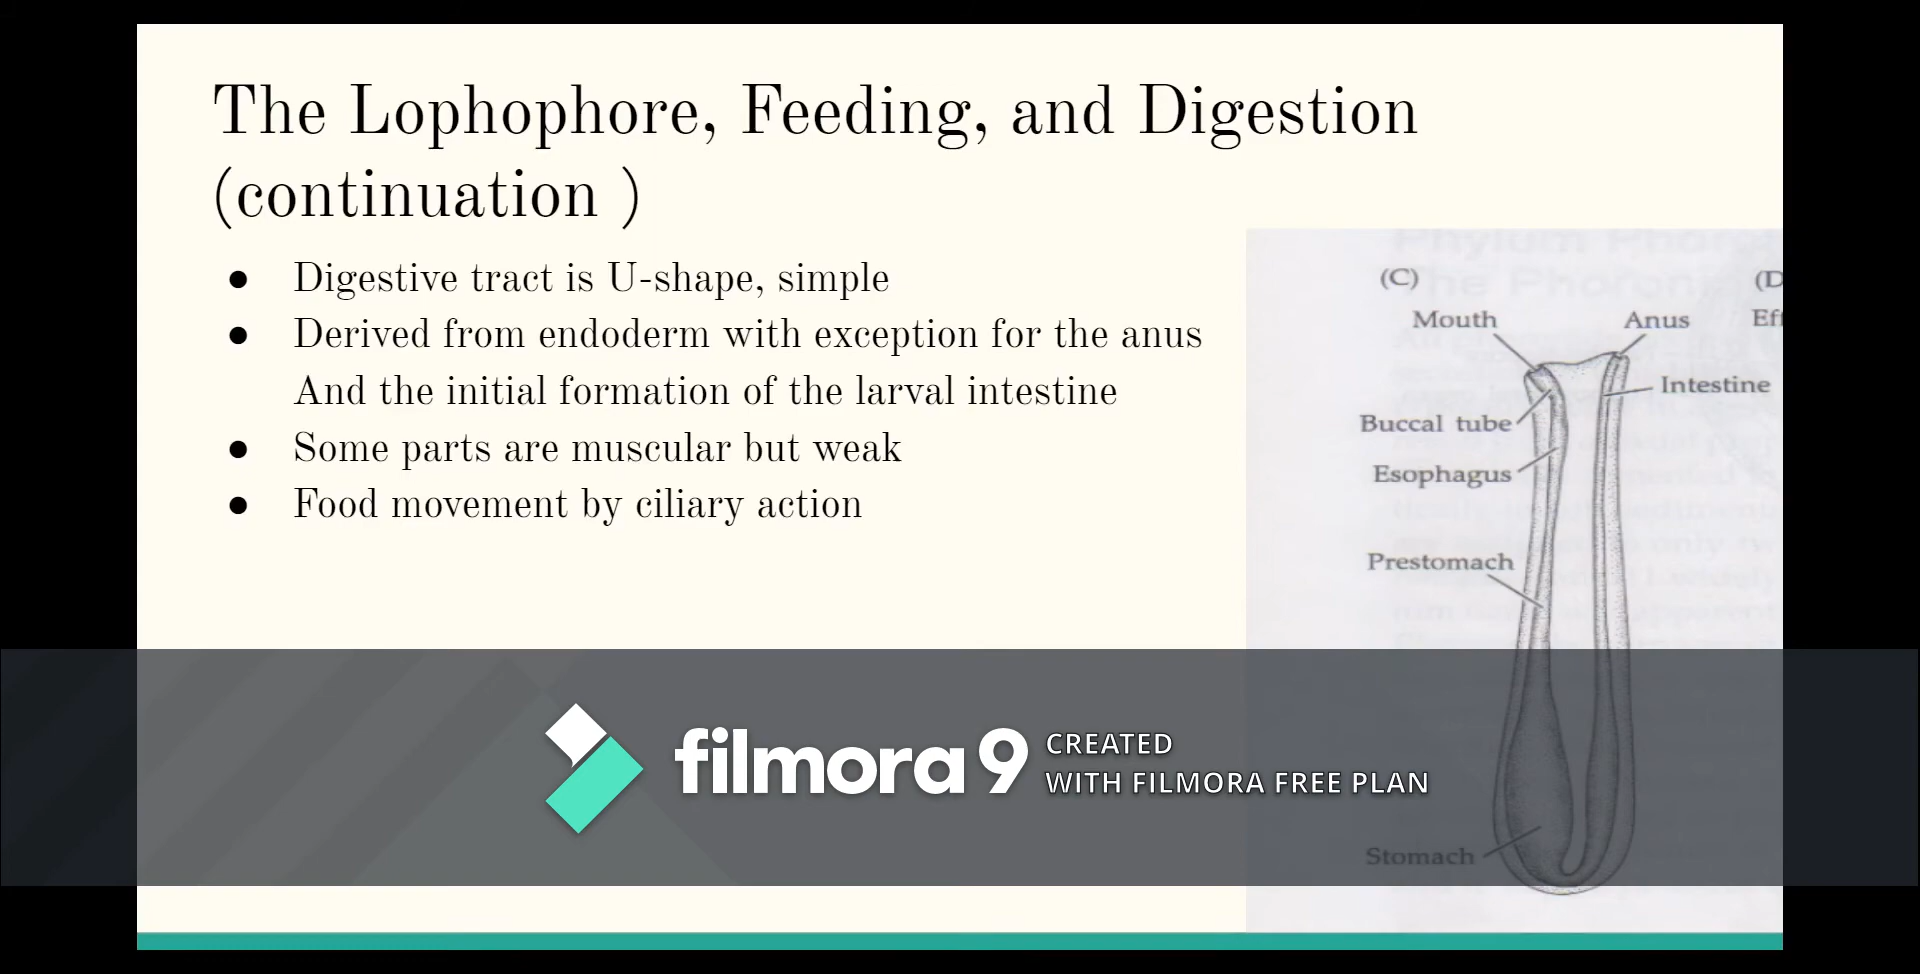 The Lophophore, Feeding, and Digestion
(continuation )
● Digestive tract is U-shape, simple
● Derived from endoderm with exception for the anus
And the initial formation of the larval intestine
● Some parts are muscular but weak
● Food movement by ciliary action
(C)
(D
Mouth
Anus
Eff
Intestine
Buccal tube
Esophagus
Prestomach
Stomach
filmora 9
CREATED
WITH FILMORA FREE PLAN